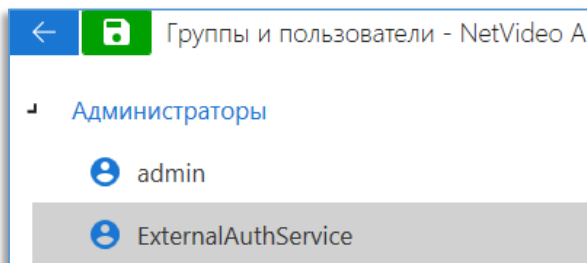 Группы и пользователи - NetVideo A
Администраторы
admin
ExternalAuthService